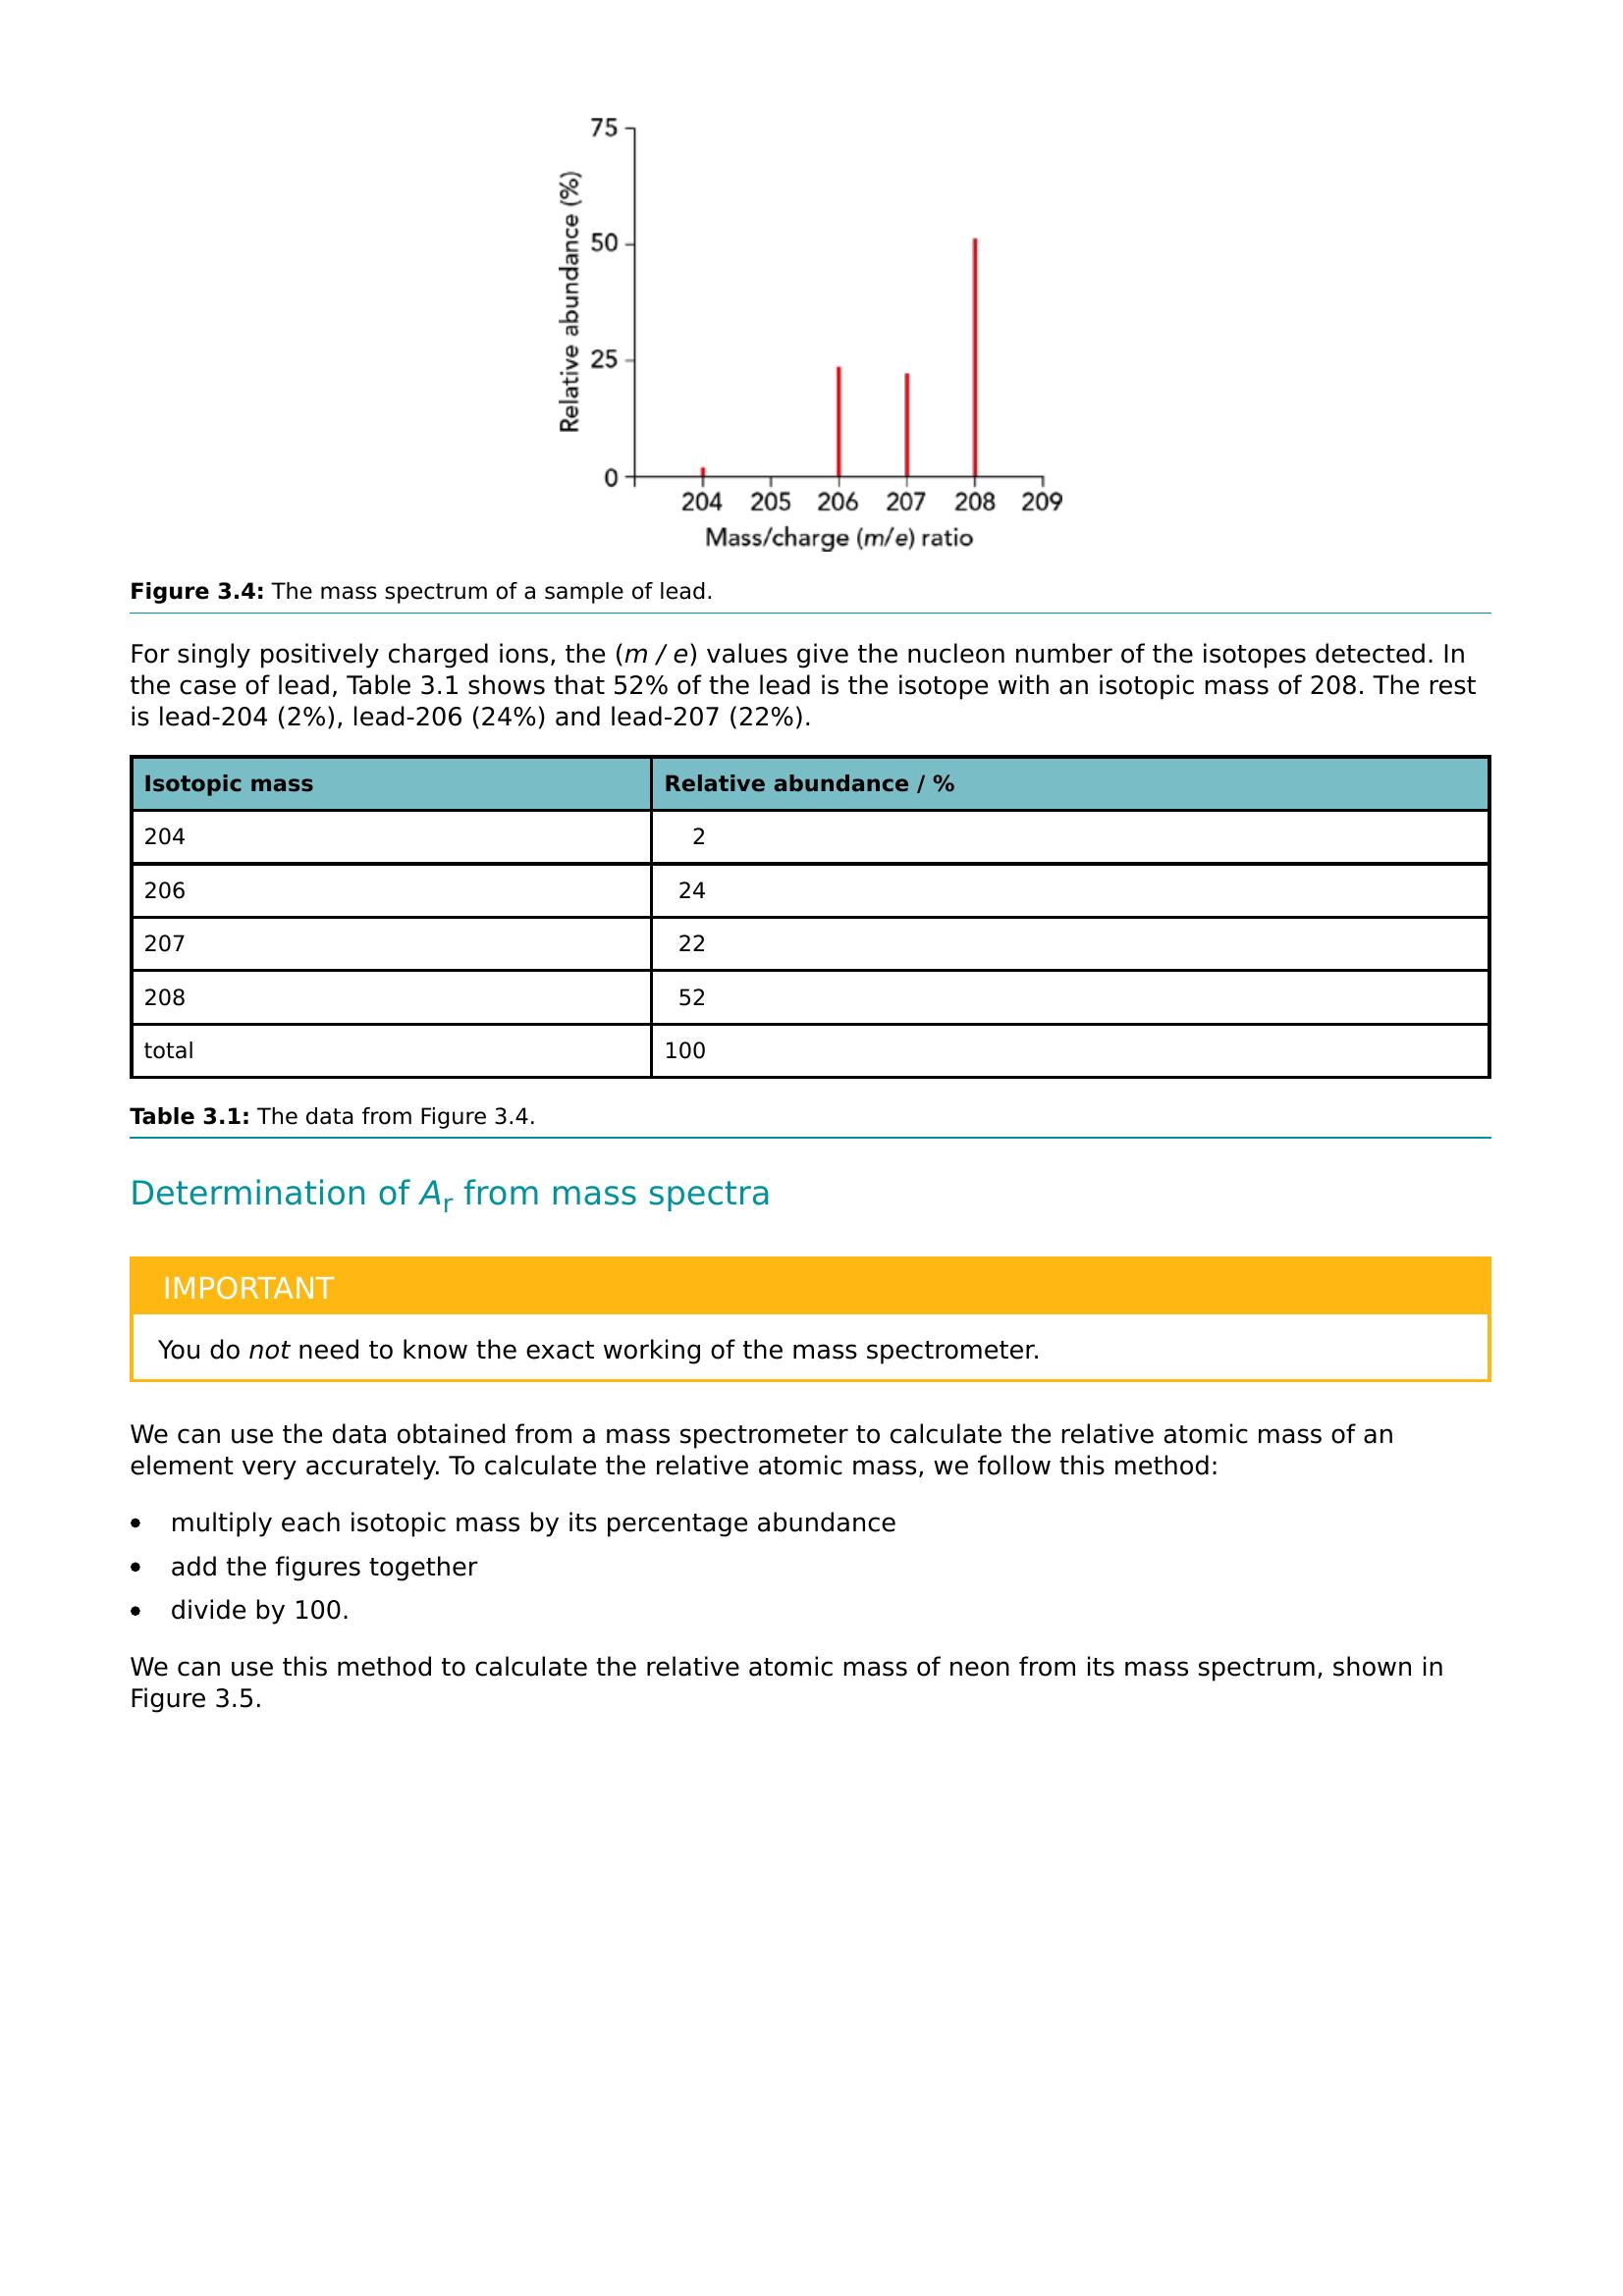 75
50
25
0
Relative abundance (%)
204 205 206 207 208 209
Mass/charge (m/e) ratio
Figure 3.4: The mass spectrum of a sample of lead.
For singly positively charged ions, the (m / e) values give the nucleon number of the isotopes detected. In
the case of lead, Table 3.1 shows that 52% of the lead is the isotope with an isotopic mass of 208. The rest
is lead-204 (2%), lead-206 (24%) and lead-207 (22%).
Isotopic mass Relative abundance / %
204 2
206 24
207 22
208 52
total 100
Table 3.1: The data from Figure 3.4.
Determination of Ar from mass spectra
IMPORTANT
You do not need to know the exact working of the mass spectrometer.
We can use the data obtained from a mass spectrometer to calculate the relative atomic mass of an
element very accurately. To calculate the relative atomic mass, we follow this method:
• multiply each isotopic mass by its percentage abundance
• add the figures together
• divide by 100.
We can use this method to calculate the relative atomic mass of neon from its mass spectrum, shown in
Figure 3.5.